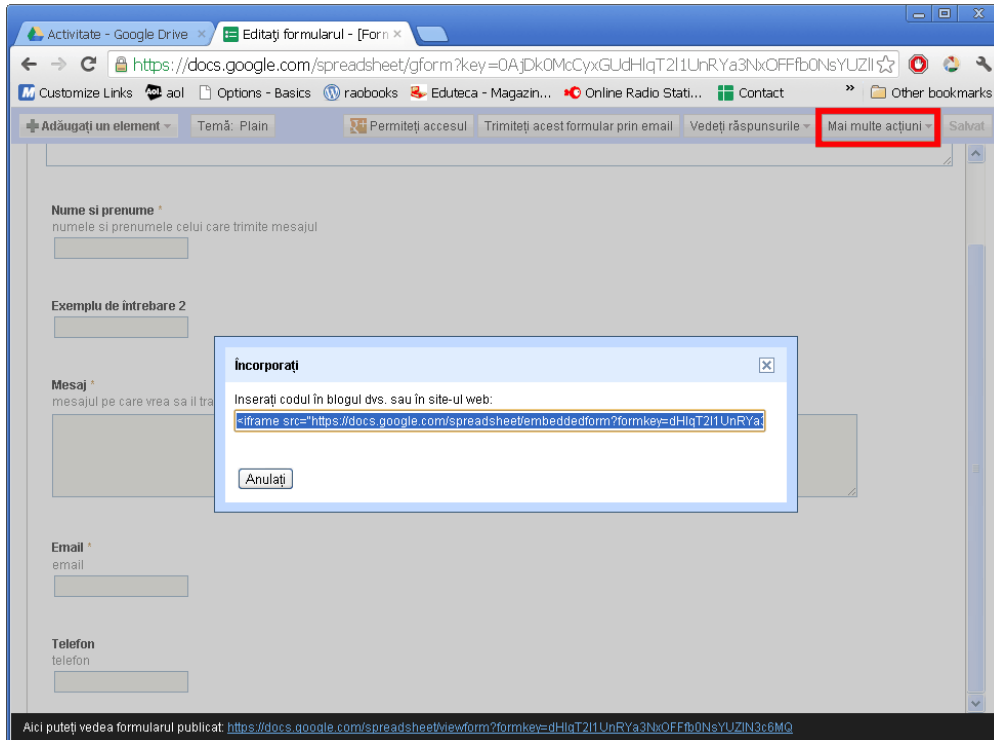 Activitate - Google Drive
Editați formularul - [Forn
https://docs.google.com/spreadsheet/gform?key=0AjDk0McCyxGUdHlqT2l1UnRYa3NxOFFfb0NsYUZlI
Customize Links aol Options - Basics raobooks Eduteca - Magazin... Online Radio Stati... Contact » Other bookmarks
Adăugați un element Temă: Plain Permiteți accesul Trimiteți acest formular prin email Vedeți răspunsurile Mai multe acțiuni Salvat
Nume si prenume *
numele si prenumele celui care trimite mesajul
Exemplu de întrebare 2
Încorporați
Mesaj *
mesajul pe care vrea sa il tra
Inserați codul în blogul dvs. sau în site-ul web:
<iframe src="https://docs.google.com/spreadsheet/embeddedform?formkey=dHlqT2l1UnRYa3
Anulați
Email *
email
Telefon
telefon
Aici puteți vedea formularul publicat: https://docs.google.com/spreadsheet/viewform?formkey=dHlqT2l1UnRYa3NxOFFfb0NsYUZlN3c6MQ